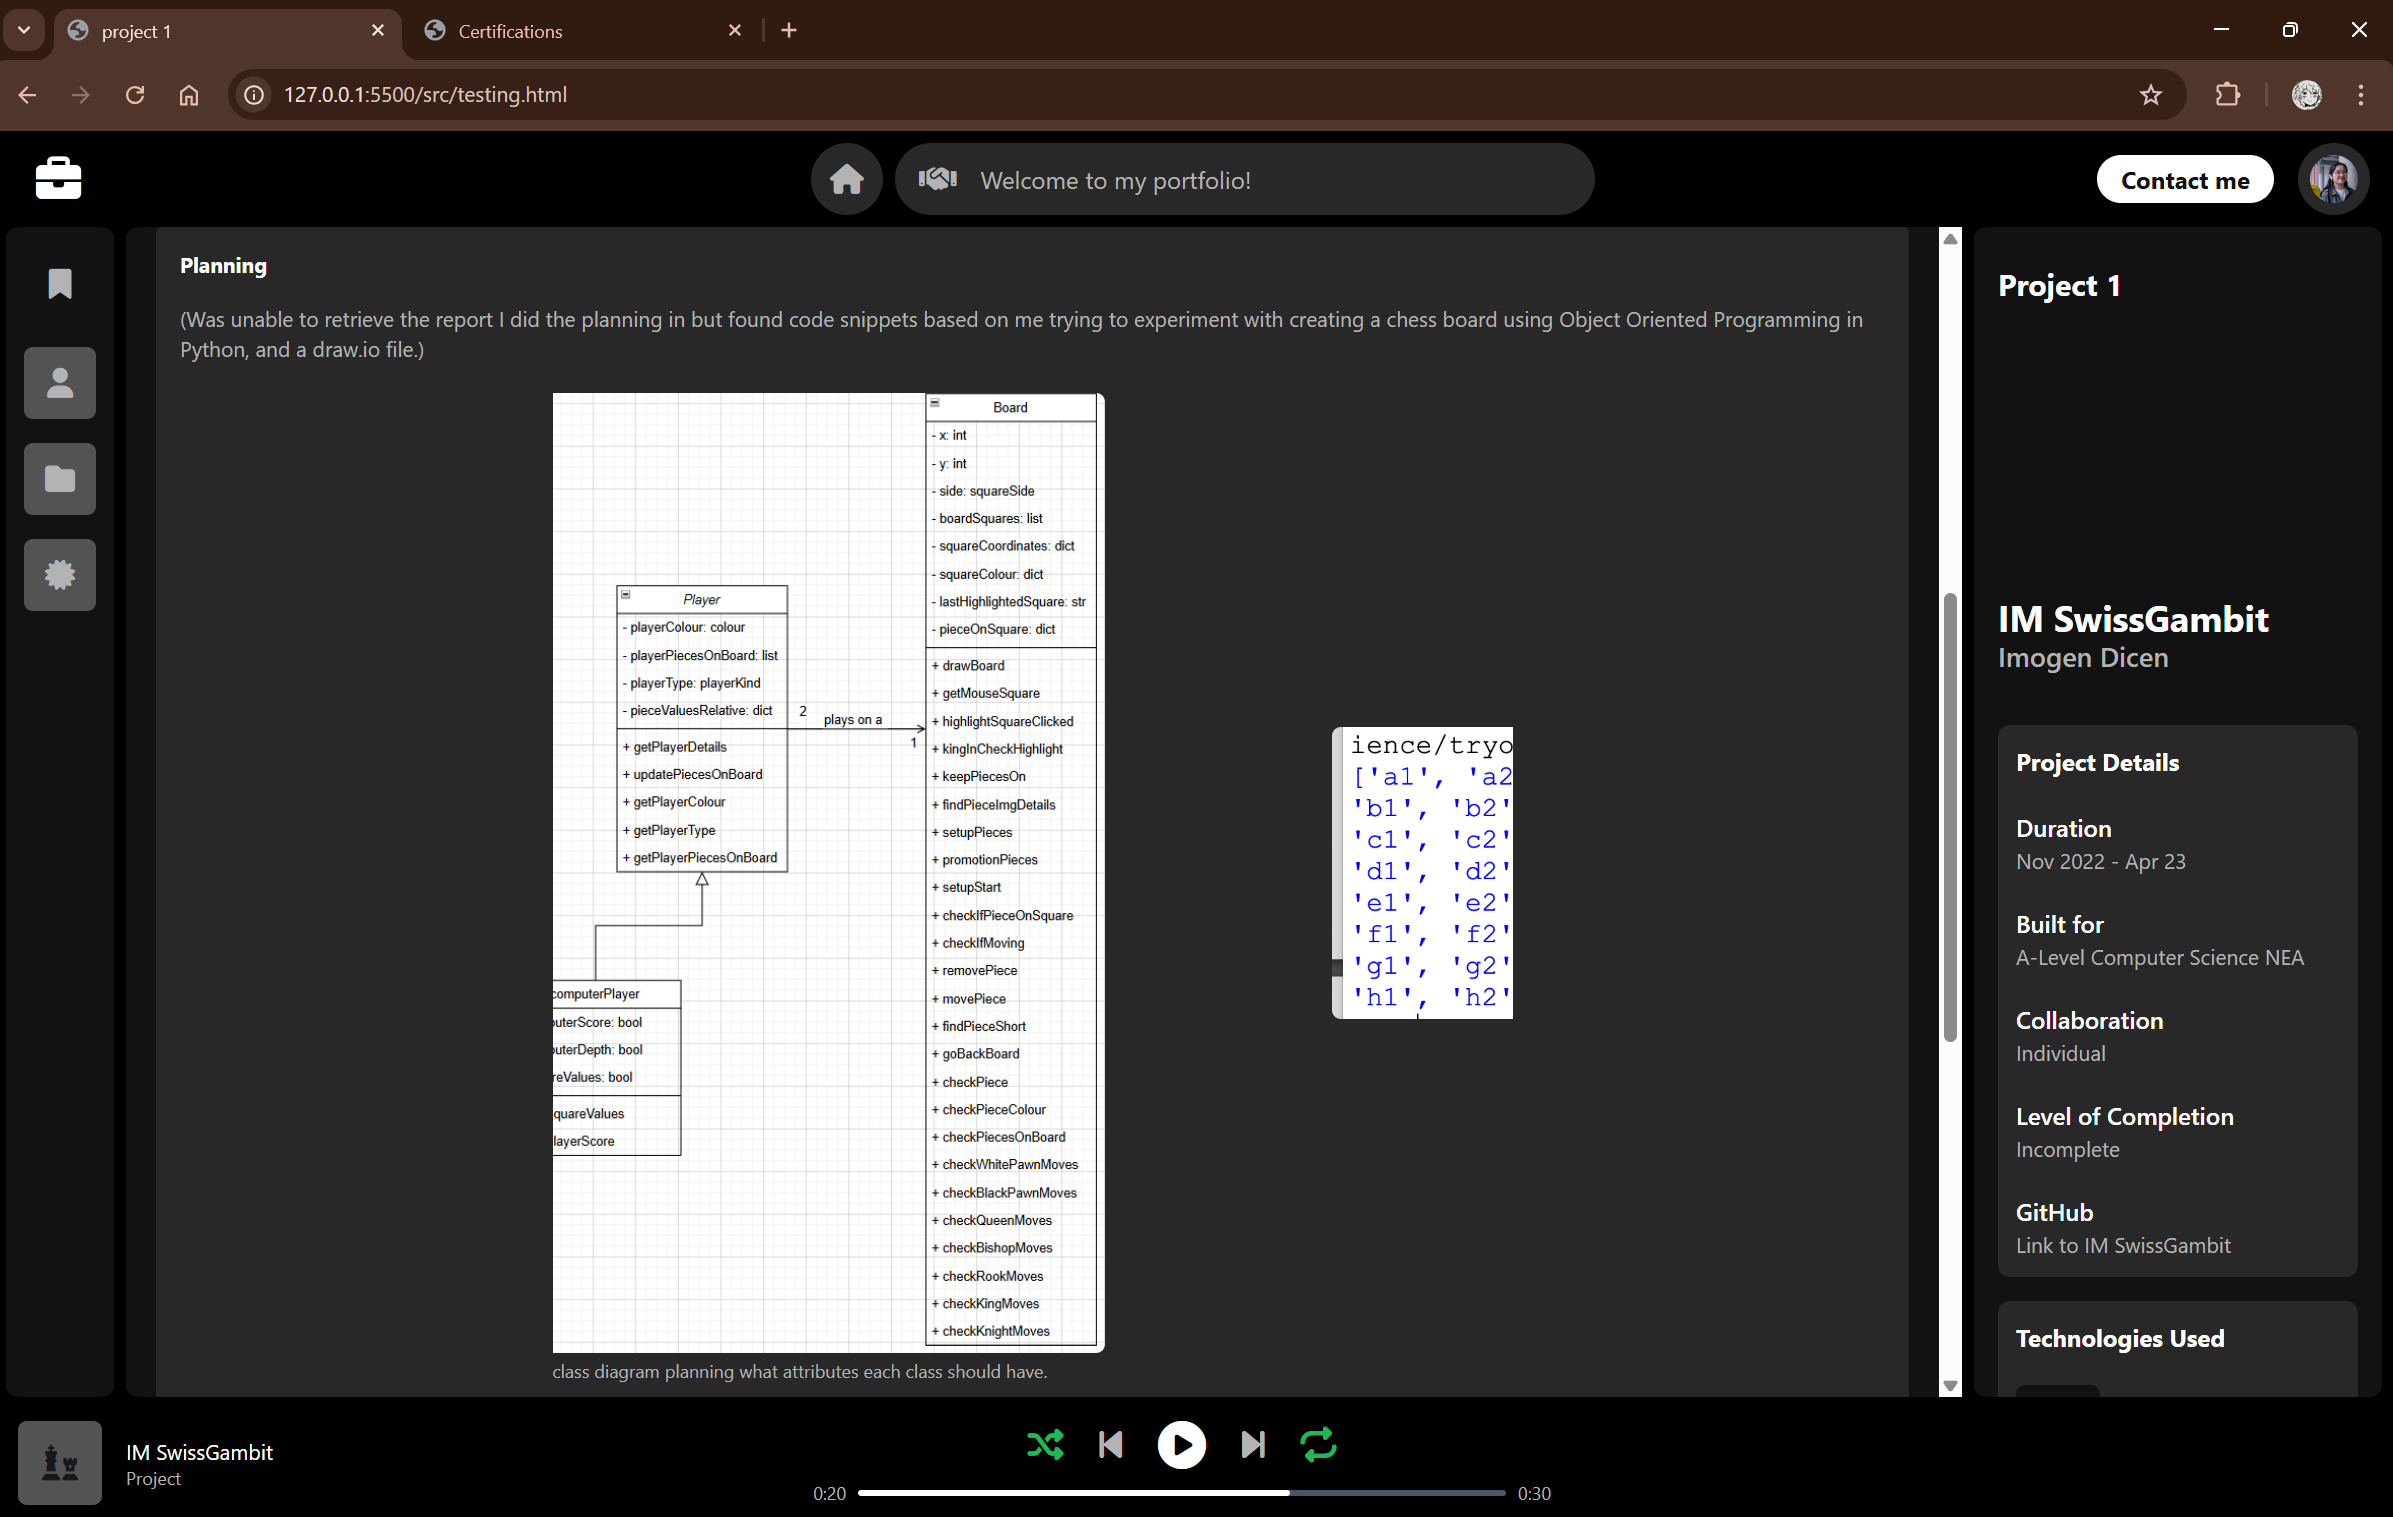 project 1
Certifications
127.0.0.1:5500/src/testing.html
Welcome to my portfolio!
Contact me
Planning
(Was unable to retrieve the report I did the planning in but found code snippets based on me trying to experiment with creating a chess board using Object Oriented Programming in
Python, and a draw.io file.)
Board
- x: int
- y: int
- side: squareSide
- boardSquares: list
- squareCoordinates: dict
- squareColour: dict
- lastHighlightedSquare: str
- pieceOnSquare: dict
+ drawBoard
+ getMouseSquare
+ highlightSquareClicked
+ kingInCheckHighlight
+ keepPiecesOn
+ findPieceImgDetails
+ setupPieces
+ promotionPieces
+ setupStart
+ checkIfPieceOnSquare
+ checkIfMoving
+ removePiece
+ movePiece
+ findPieceShort
+ goBackBoard
+ checkPiece
+ checkPieceColour
+ checkPiecesOnBoard
+ checkWhitePawnMoves
+ checkBlackPawnMoves
+ checkQueenMoves
+ checkBishopMoves
+ checkRookMoves
+ checkKingMoves
+ checkKnightMoves
Player
- playerColour: colour
- playerPiecesOnBoard: list
- playerType: playerKind
- pieceValuesRelative: dict
+ getPlayerDetails
+ updatePiecesOnBoard
+ getPlayerColour
+ getPlayerType
+ getPlayerPiecesOnBoard
2
plays on a
1
computerPlayer
outerScore: bool
outerDepth: bool
reValues: bool
quareValues
layerScore
class diagram planning what attributes each class should have.
ience/tryo
['a1', 'a2
'b1', 'b2'
'c1', 'c2'
'd1', 'd2'
'e1', 'e2'
'f1', 'f2'
'g1', 'g2'
'h1', 'h2'
Project 1
IM SwissGambit
Imogen Dicen
Project Details
Duration
Nov 2022 - Apr 23
Built for
A-Level Computer Science NEA
Collaboration
Individual
Level of Completion
Incomplete
GitHub
Link to IM SwissGambit
Technologies Used
IM SwissGambit
Project
0:20
0:30